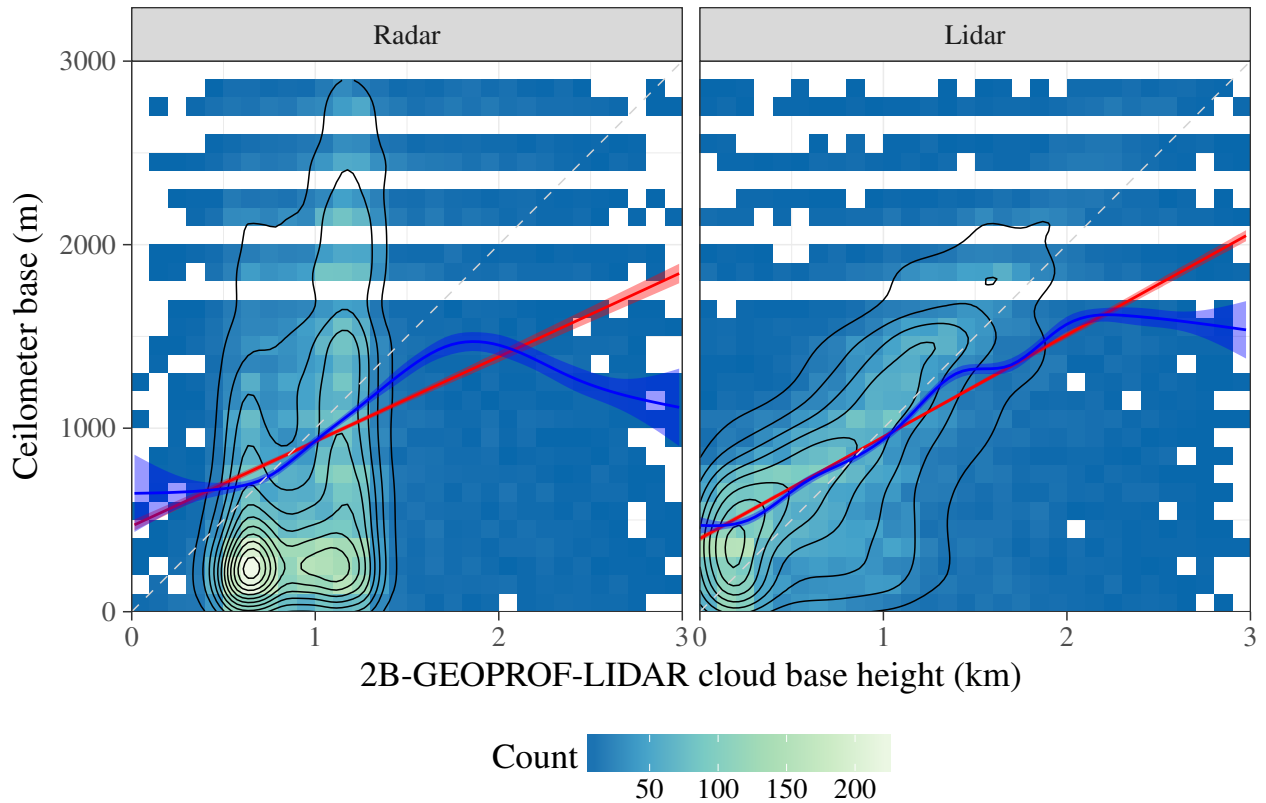 Radar Lidar
3000
2000
1000
0
Ceilometer base (m)
0 1 2 3 0 1 2 3
2B-GEOPROF-LIDAR cloud base height (km)
Count
50 100 150 200